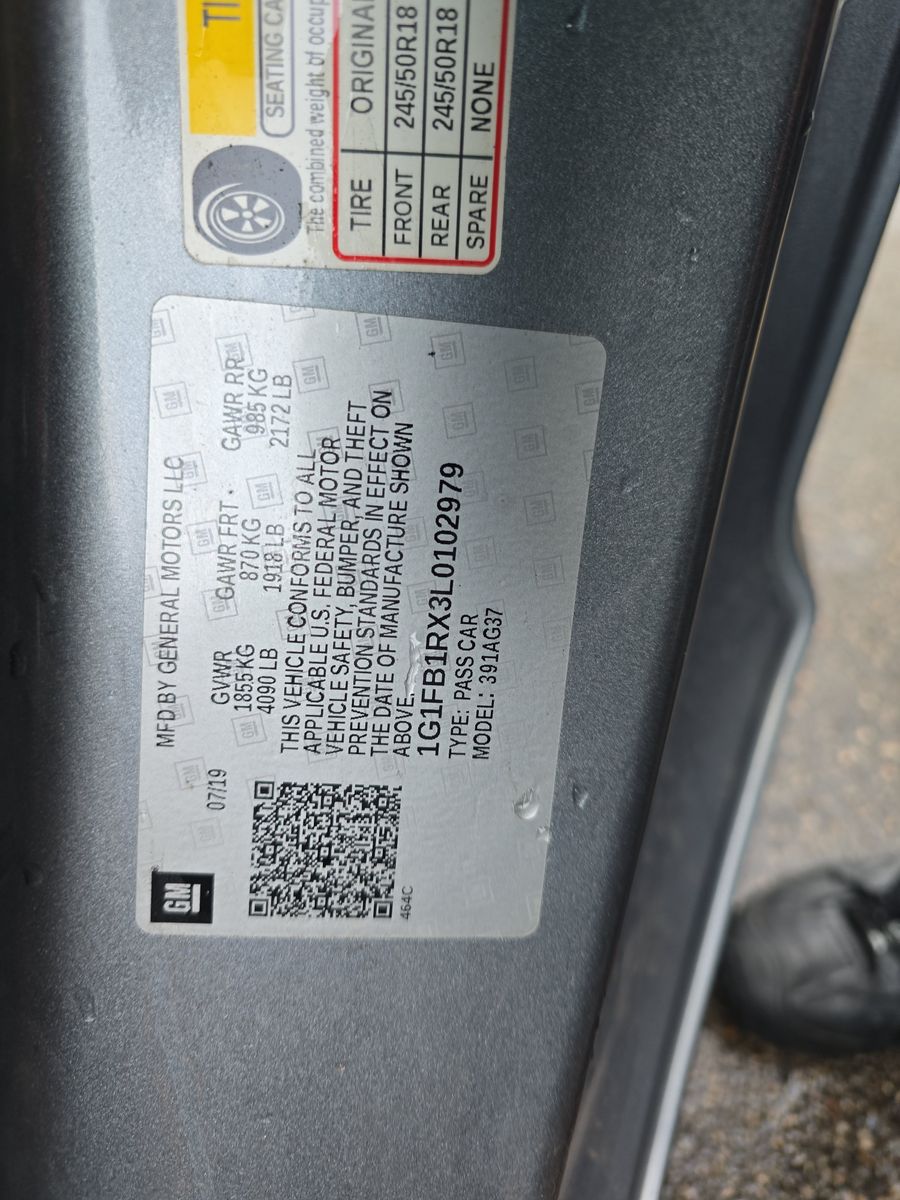 GM
MFD BY GENERAL MOTORS LLC
07/19
GVWR GAWR FRT GAWR RR
1855 KG 870 KG 985 KG
4090 LB 1918 LB 2172 LB
THIS VEHICLE CONFORMS TO ALL
APPLICABLE U.S. FEDERAL MOTOR
VEHICLE SAFETY, BUMPER, AND THEFT
PREVENTION STANDARDS IN EFFECT ON
THE DATE OF MANUFACTURE SHOWN
ABOVE.
1G1FB1RX3L0102979
TYPE: PASS CAR
MODEL: 391AG37
464C
SEATING
The combined weight of
TIRE ORIGINAL
FRONT 245/50R18
REAR 245/50R18
SPARE NONE